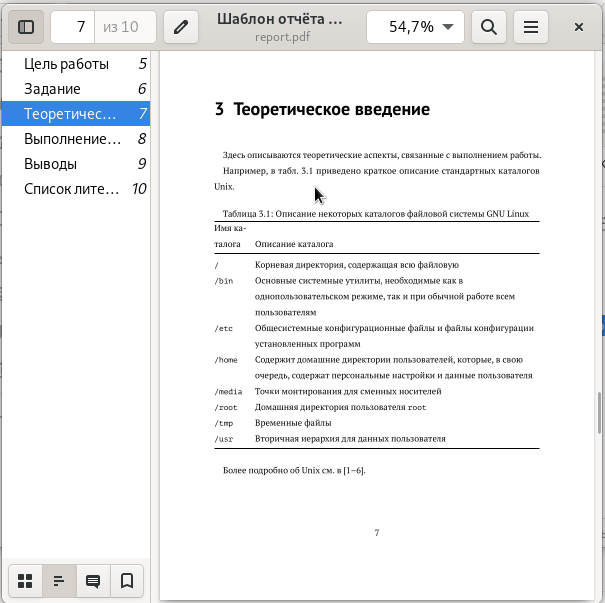 7
из 10
Шаблон отчёта ...
report.pdf
54,7%
Цель работы 5
Задание 6
Теоретичес... 7
Выполнение... 8
Выводы 9
Список лите... 10
3 Теоретическое введение
Здесь описываются теоретические аспекты, связанные с выполнением работы.
Например, в табл. 3.1 приведено краткое описание стандартных каталогов
Unix.
Таблица 3.1: Описание некоторых каталогов файловой системы GNU Linux
Имя ка-
талога Описание каталога
/ Корневая директория, содержащая всю файловую
/bin Основные системные утилиты, необходимые как в
однопользовательском режиме, так и при обычной работе всем
пользователям
/etc Общесистемные конфигурационные файлы и файлы конфигурации
установленных программ
/home Содержит домашние директории пользователей, которые, в свою
очередь, содержат персональные настройки и данные пользователя
/media Точки монтирования для сменных носителей
/root Домашняя директория пользователя root
/tmp Временные файлы
/usr Вторичная иерархия для данных пользователя
Более подробно об Unix см. в [1–6].
7